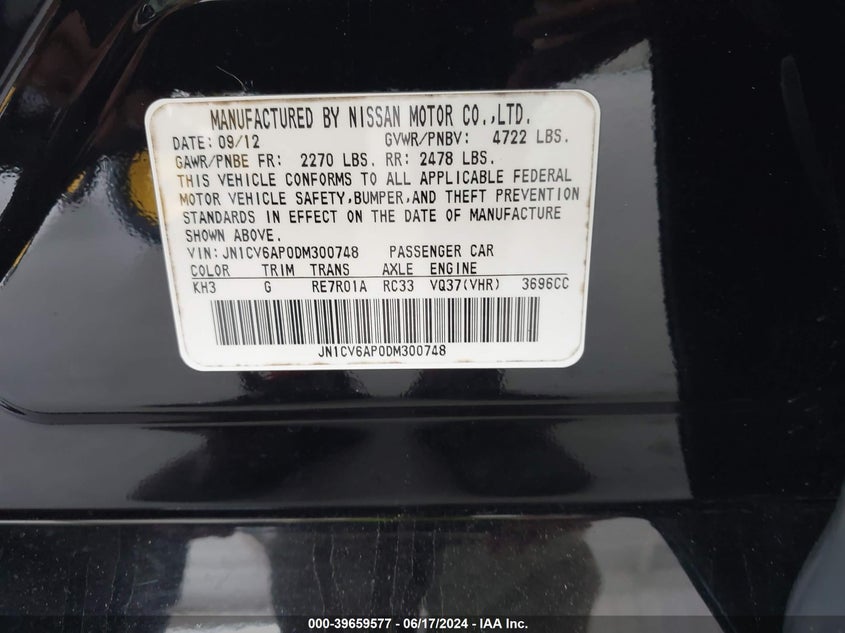 MANUFACTURED BY NISSAN MOTOR CO.,LTD.
DATE: 09/12 GVWR/PNBV: 4722 LBS.
GAWR/PNBE FR: 2270 LBS. RR: 2478 LBS.
THIS VEHICLE CONFORMS TO ALL APPLICABLE FEDERAL
MOTOR VEHICLE SAFETY,BUMPER,AND THEFT PREVENTION
STANDARDS IN EFFECT ON THE DATE OF MANUFACTURE
SHOWN ABOVE.
VIN: JN1CV6AP0DM300748 PASSENGER CAR
COLOR TRIM TRANS AXLE ENGINE
KH3 G RE7R01A RC33 VQ37(VHR) 3696CC
JN1CV6AP0DM300748
000-39659577 - 06/17/2024 - IAA Inc.